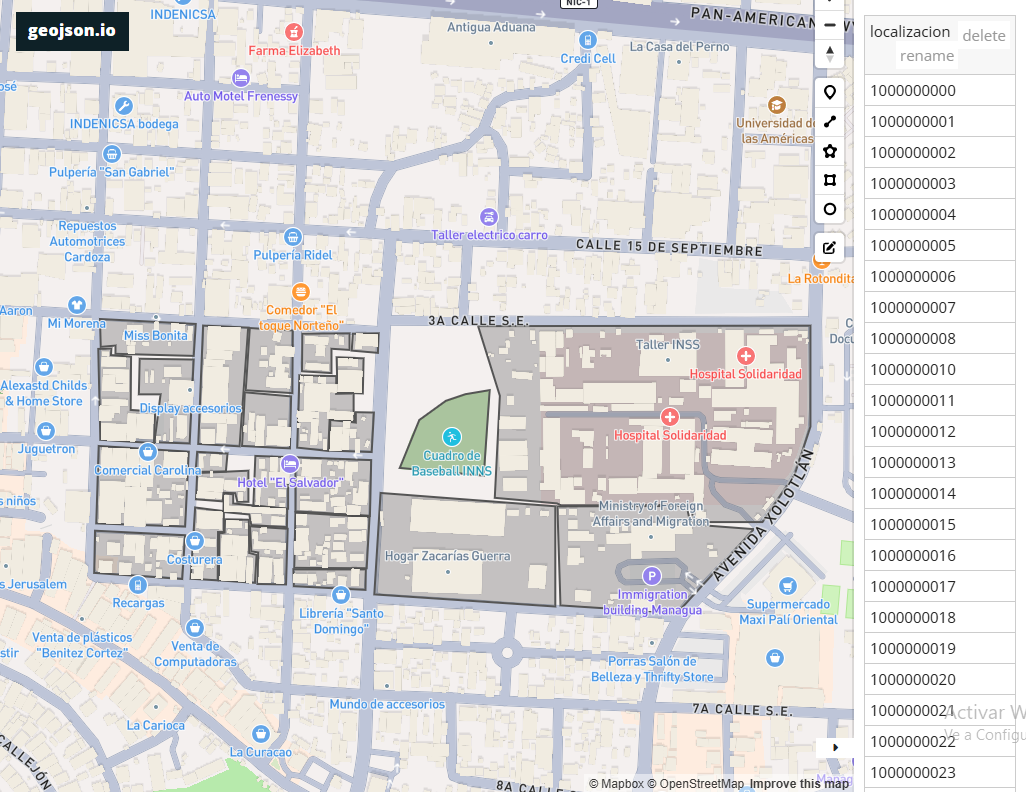 geojson.io
INDENICSA
Farma Elizabeth
Antigua Aduana
NIC-1
PAN-AMERICAN
Credi Cell
La Casa del Perno
Auto Motel Frenessy
INDENICSA bodega
Universidad de
las Américas
Pulpería "San Gabriel"
Repuestos
Automotrices
Cardoza
Taller electrico carro
Pulpería Ridel
CALLE 15 DE SEPTIEMBRE
La Rotondita
Comedor "El
toque Norteño"
Aaron
Mi Morena
Miss Bonita
3A CALLE S.E.
Taller INSS
Hospital Solidaridad
Alexastd Childs
& Home Store
Display accesorios
Hospital Solidaridad
Juguetron
Cuadro de
Baseball INNS
Comercial Carolina
Hotel "El Salvador"
s niños
Ministry of Foreign
Affairs and Migration
AVENIDA XOLOTLÁN
Costurera
Hogar Zacarías Guerra
s Jerusalem
Recargas
P
Immigration
building-Managua
Supermercado
Maxi Palí Oriental
Librería "Santo
Domingo"
Venta de plásticos
"Benitez Cortez"
stir
Venta de
Computadoras
Porras Salón de
Belleza y Thrifty Store
Mundo de accesorios
7A CALLE S.E.
La Carioca
La Curacao
CALLEJÓN
8A CALLE S.E.
© Mapbox © OpenStreetMap Improve this map
localizacion
delete
rename
1000000000
1000000001
1000000002
1000000003
1000000004
1000000005
1000000006
1000000007
1000000008
1000000010
1000000011
1000000012
1000000013
1000000014
1000000015
1000000016
1000000017
1000000018
1000000019
1000000020
1000000021
1000000022
1000000023
Activar W
Ve a Configu